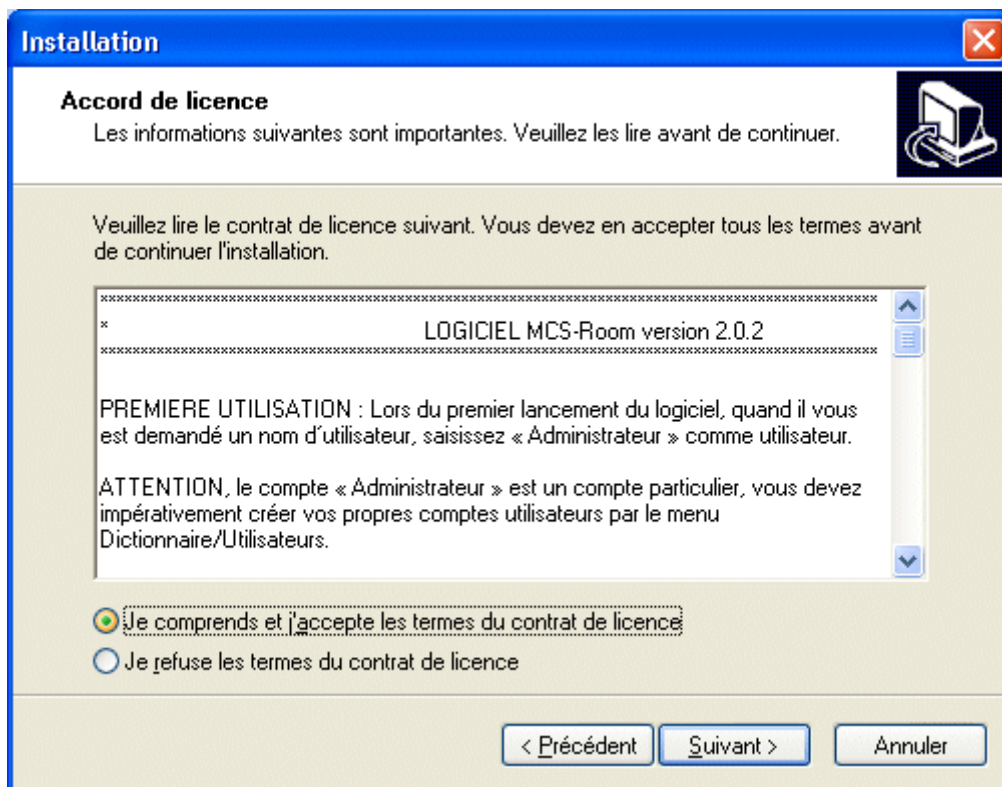 Installation
Accord de licence
Les informations suivantes sont importantes. Veuillez les lire avant de continuer.
Veuillez lire le contrat de licence suivant. Vous devez en accepter tous les termes avant
de continuer l'installation.
*************************************************************************************************
* LOGICIEL MCS-Room version 2.0.2
*************************************************************************************************
PREMIERE UTILISATION : Lors du premier lancement du logiciel, quand il vous
est demandé un nom d´utilisateur, saisissez « Administrateur » comme utilisateur.
ATTENTION, le compte « Administrateur » est un compte particulier, vous devez
impérativement créer vos propres comptes utilisateurs par le menu
Dictionnaire/Utilisateurs.
Je comprends et j'accepte les termes du contrat de licence
Je refuse les termes du contrat de licence
< Précédent
Suivant >
Annuler